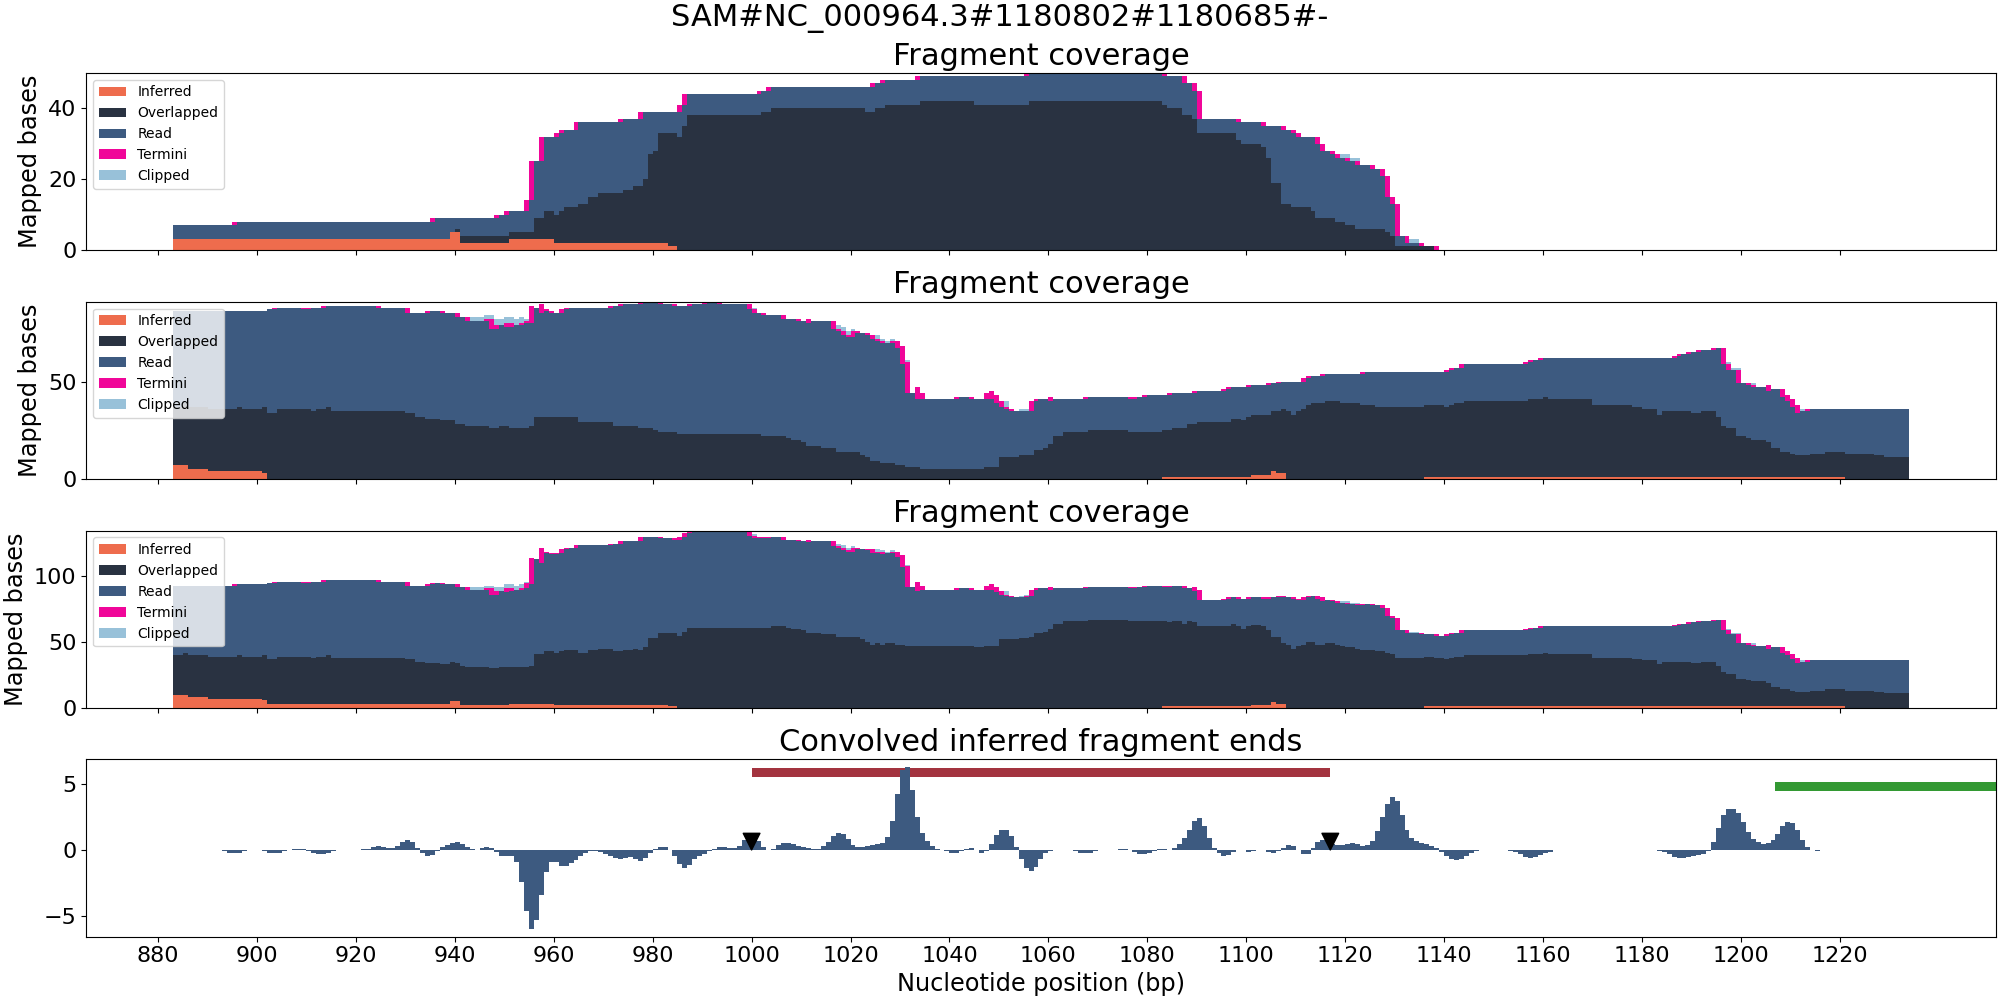 SAM#NC_000964.3#1180802#1180685#-
Fragment coverage
Mapped bases
40
20
0
Inferred
Overlapped
Read
Termini
Clipped
Fragment coverage
Mapped bases
50
0
Inferred
Overlapped
Read
Termini
Clipped
Fragment coverage
Mapped bases
100
50
0
Inferred
Overlapped
Read
Termini
Clipped
Convolved inferred fragment ends
5
0
−5
880 900 920 940 960 980 1000 1020 1040 1060 1080 1100 1120 1140 1160 1180 1200 1220
Nucleotide position (bp)